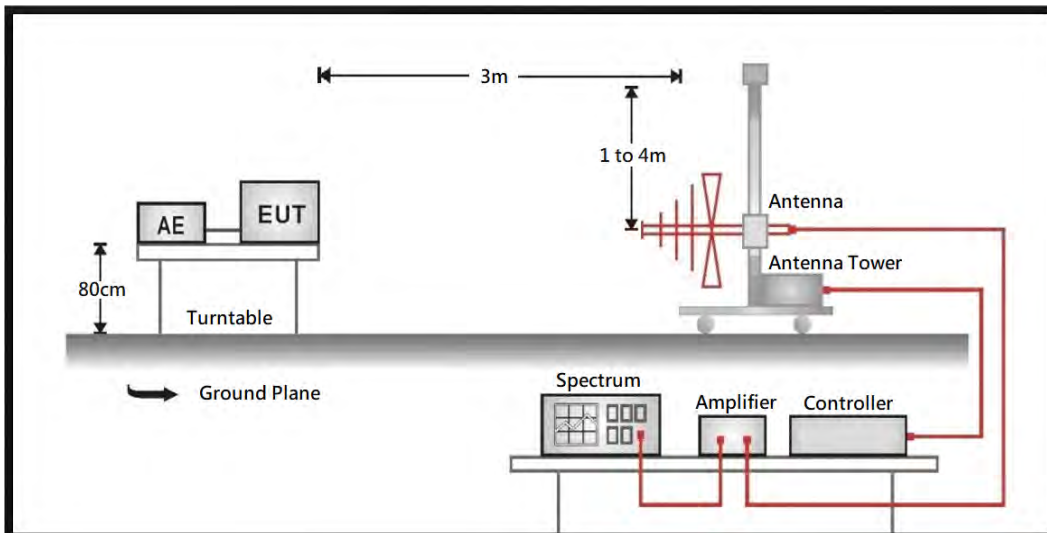 3m
1 to 4m
Antenna
AE
EUT
Antenna Tower
80cm
Turntable
Ground Plane
Spectrum
Amplifier
Controller